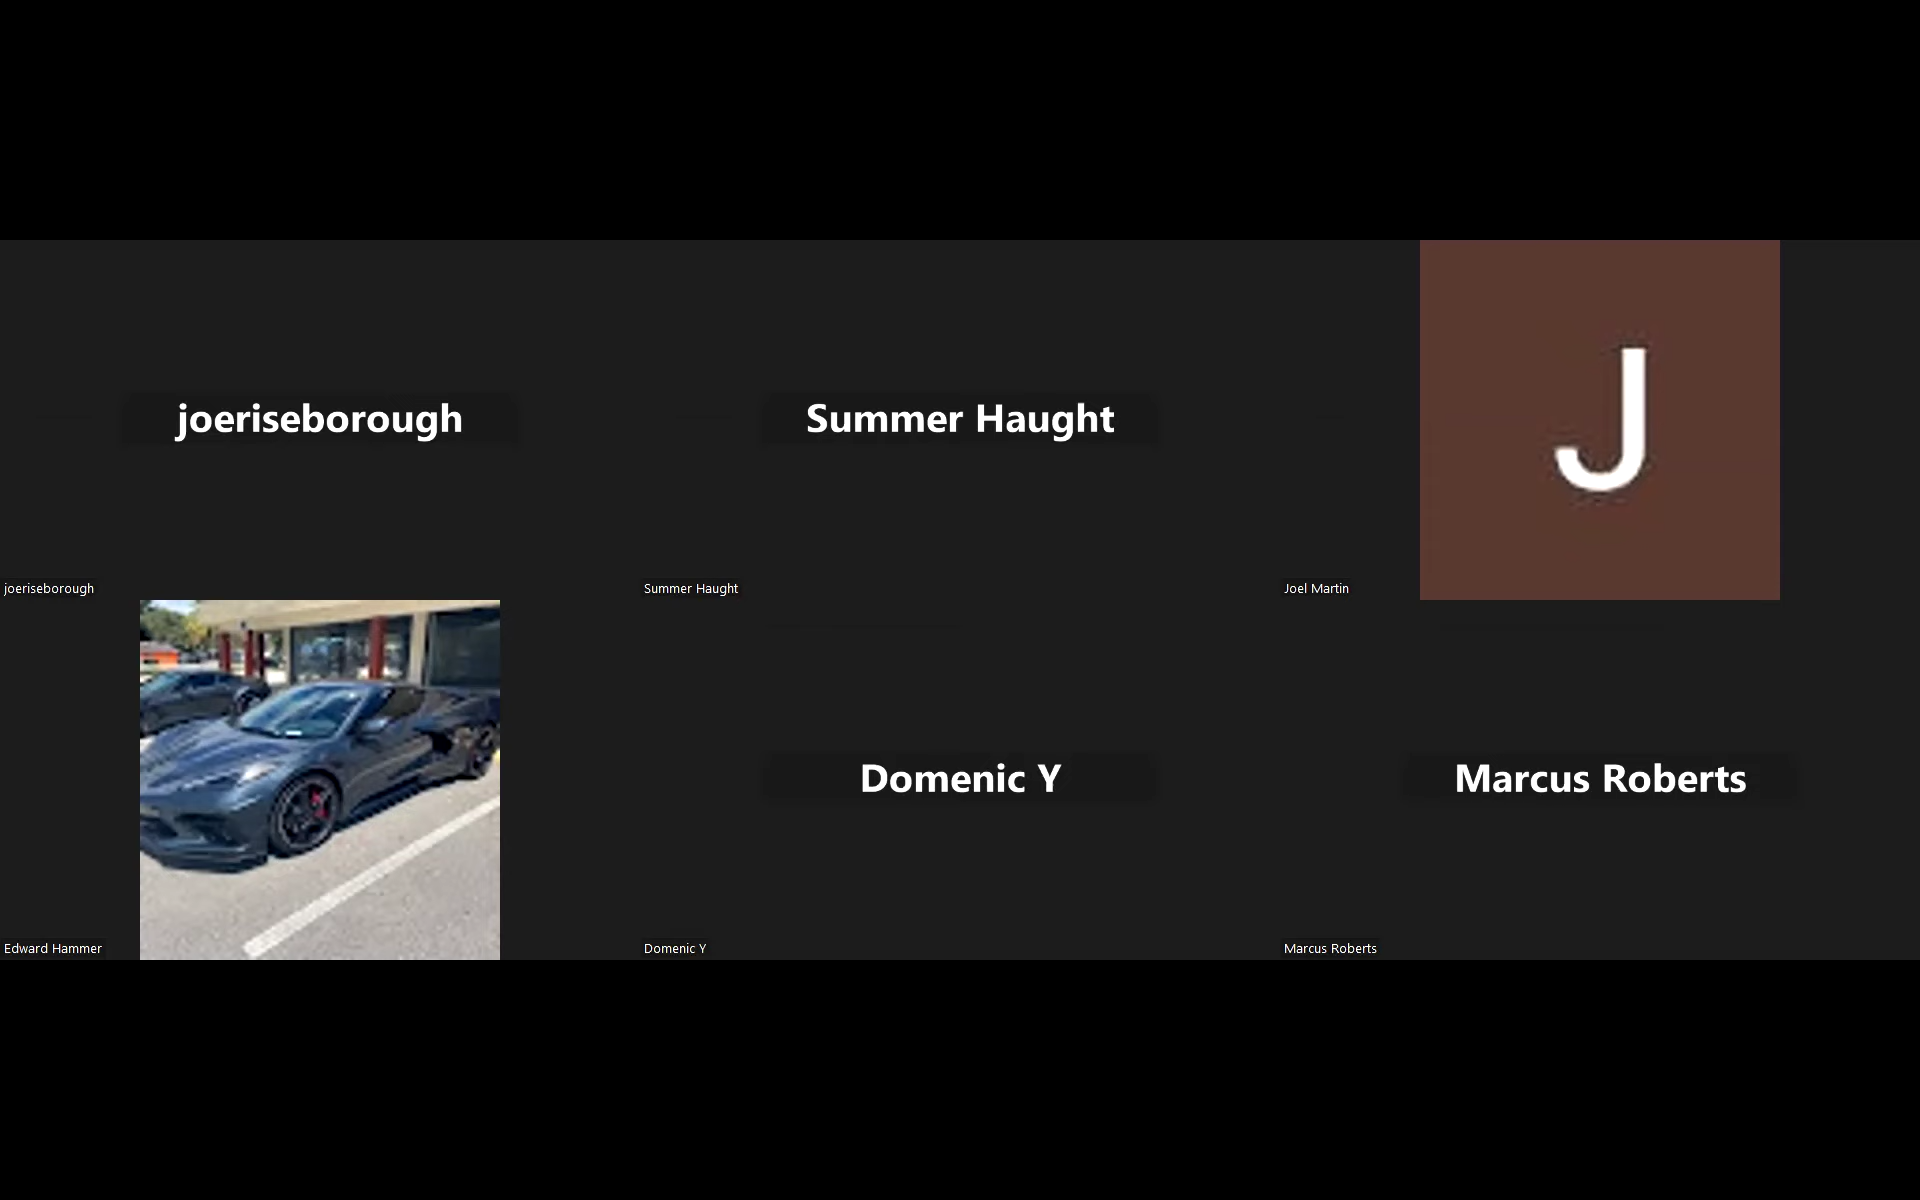 joeriseborough
Summer Haught
J
joeriseborough
Summer Haught
Joel Martin
Domenic Y
Marcus Roberts
Edward Hammer
Domenic Y
Marcus Roberts